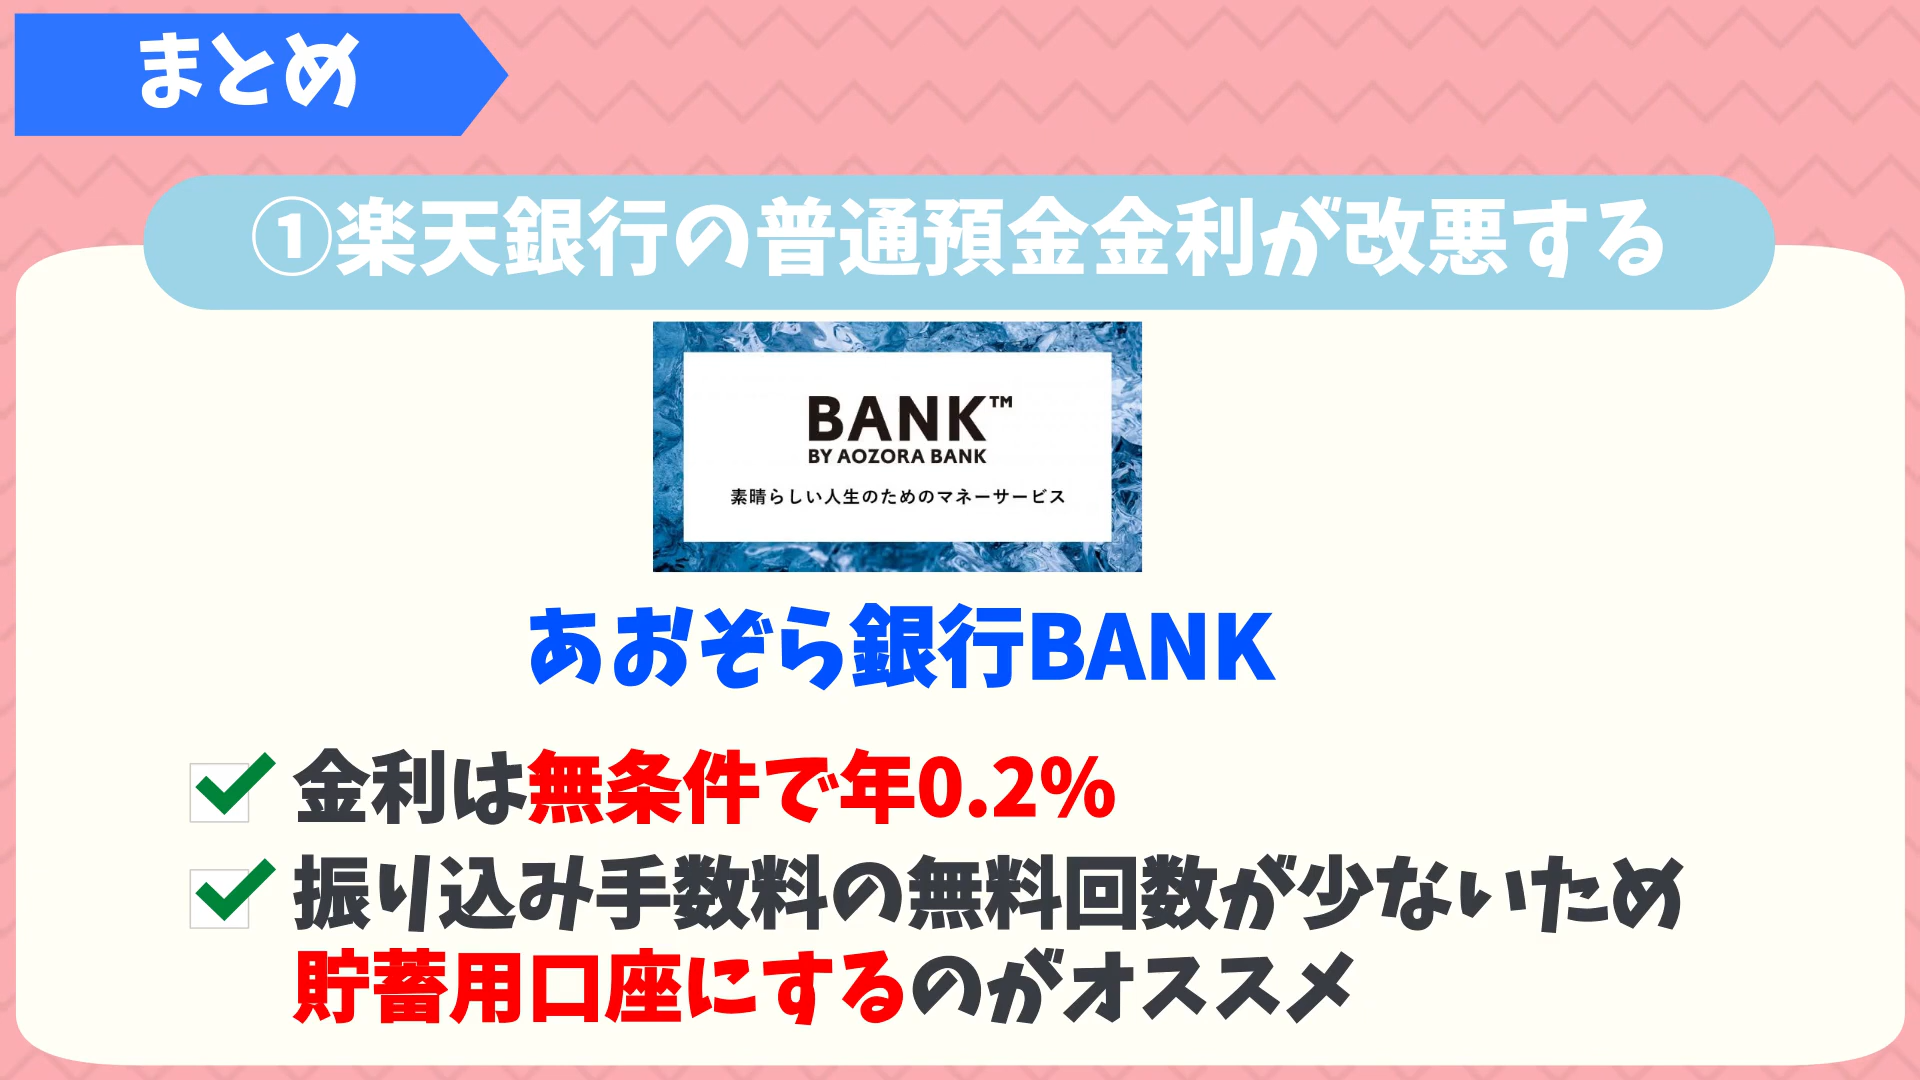 まとめ
①楽天銀行の普通預金金利が改悪する
BANK™
BY AOZORA BANK
素晴らしい人生のためのマネーサービス
あおぞら銀行BANK
金利は無条件で年0.2%
振り込み手数料の無料回数が少ないため
貯蓄用口座にするのがオススメ